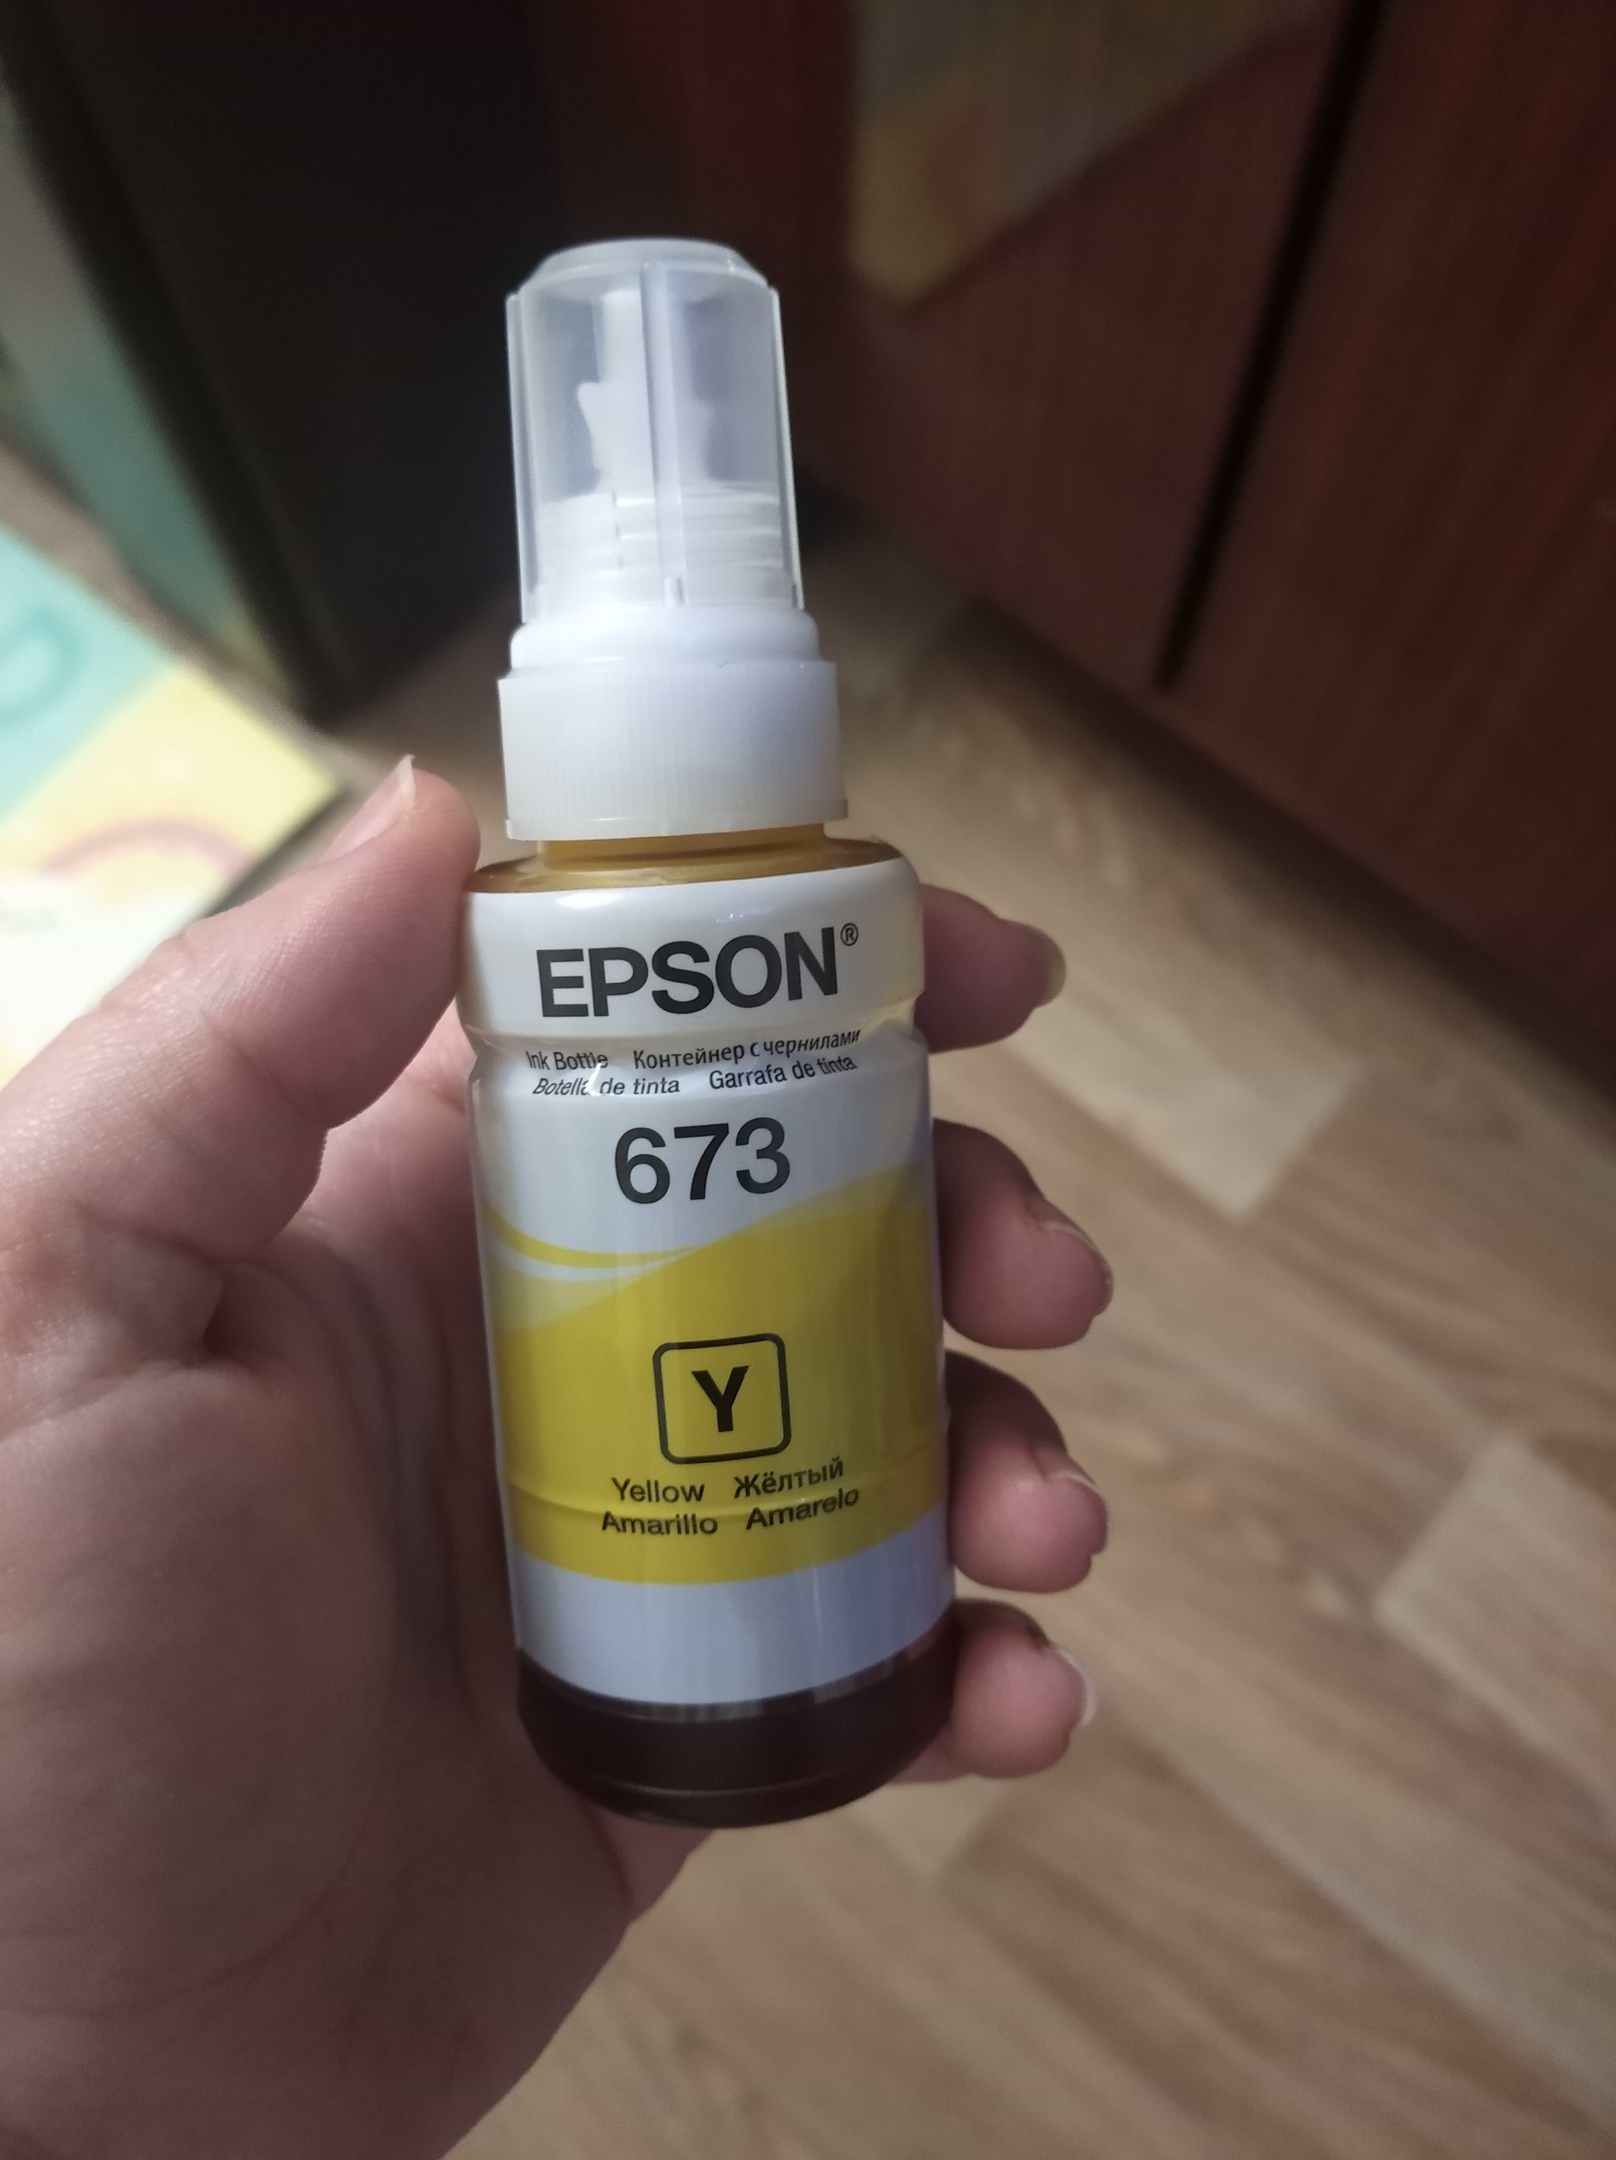 EPSON®
Ink Bottle Контейнер с чернилами
Botella de tinta Garrafa de tinta
673
Y
Yellow Жёлтый
Amarillo Amarelo